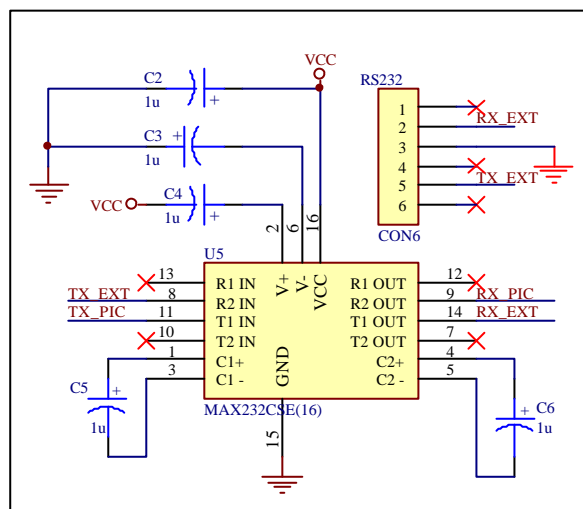 VCC
C2
1u
+
RS232
1
RX_EXT
2
C3
+
1u
3
4
TX_EXT
5
6
CON6
C4
VCC
1u
+
2
6
16
U5
V+
V-
VCC
13
R1 IN
R1 OUT
12
TX_EXT
8
R2 IN
R2 OUT
9
RX_PIC
TX_PIC
11
T1 IN
T1 OUT
14
RX_EXT
10
T2 IN
T2 OUT
7
1
C1+
C2+
4
3
C1 -
C2 -
5
GND
C5
+
1u
MAX232CSE(16)
15
+
C6
1u